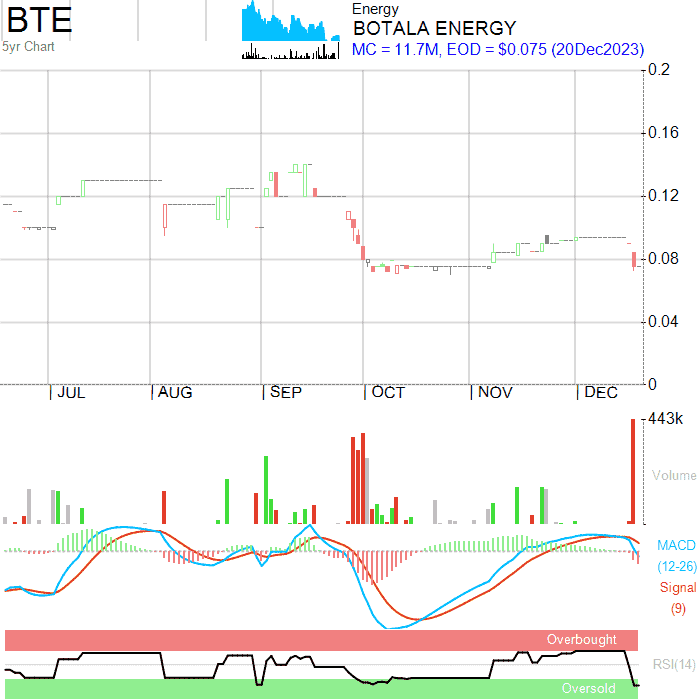 BTE
5yr Chart
Energy
BOTALA ENERGY
MC = 11.7M, EOD = $0.075 (20Dec2023)
0.2
0.16
0.12
0.08
0.04
0
JUL AUG SEP OCT NOV DEC
443k
Volume
MACD
(12-26)
Signal
(9)
Overbought
RSI(14)
Oversold